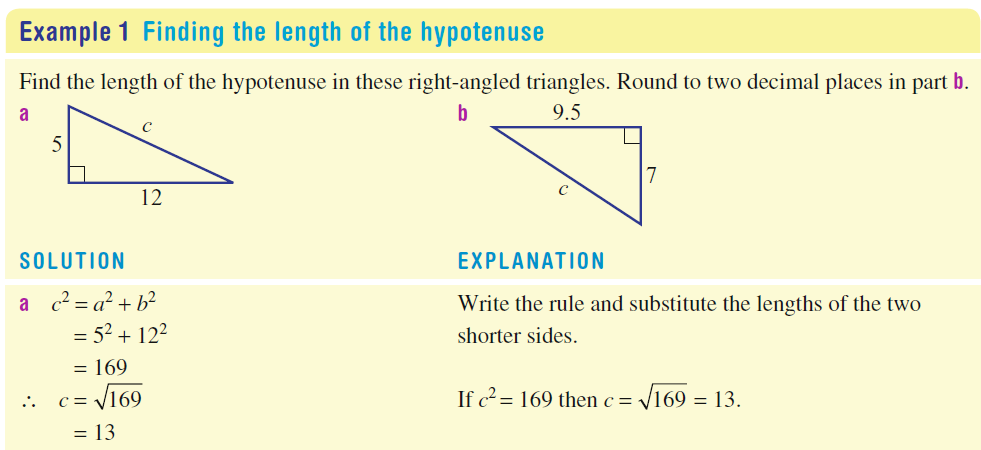 Example 1 Finding the length of the hypotenuse
Find the length of the hypotenuse in these right-angled triangles. Round to two decimal places in part b.
a
5
c
12
b
9.5
7
c
SOLUTION
EXPLANATION
a c² = a² + b²
Write the rule and substitute the lengths of the two
= 5² + 12²
shorter sides.
= 169
∴ c = √169
If c² = 169 then c = √169 = 13.
= 13